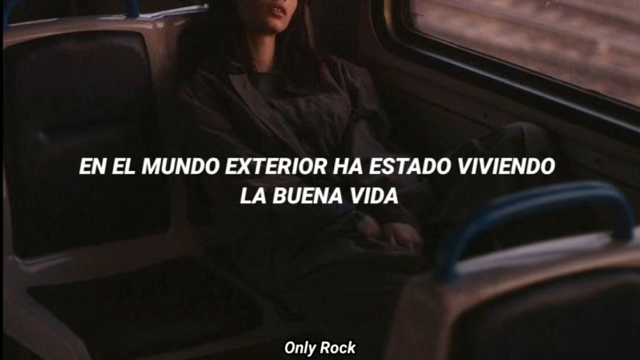 EN EL MUNDO EXTERIOR HA ESTADO VIVIENDO
LA BUENA VIDA
Only Rock